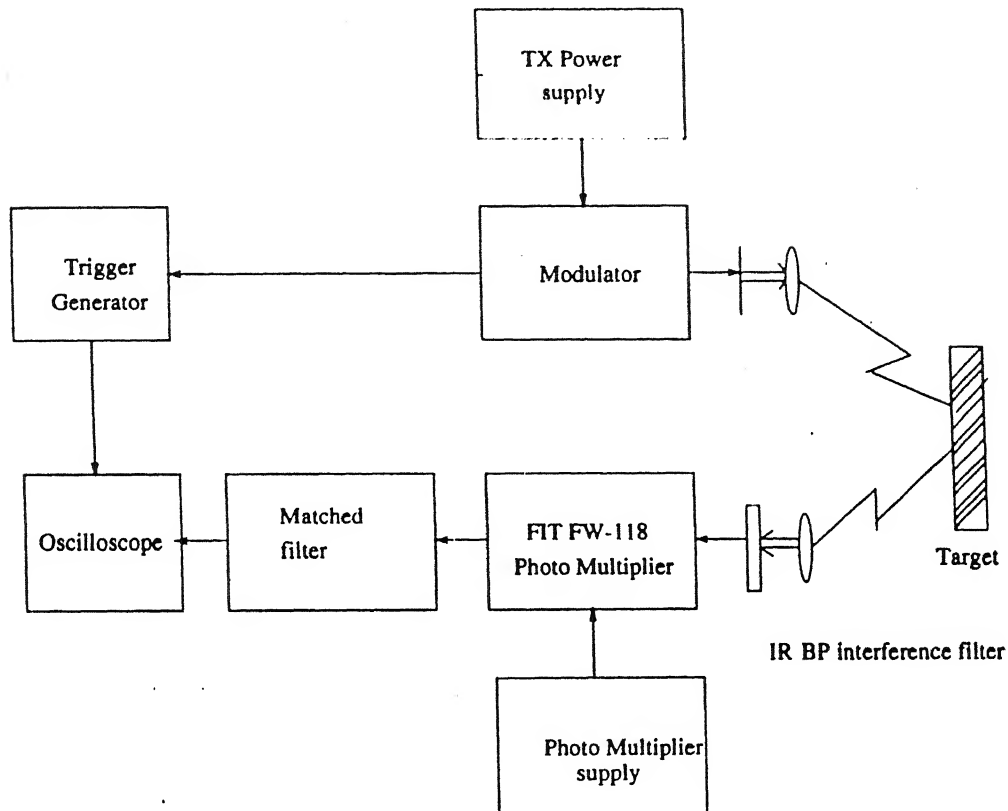 TX Power
supply
Trigger
Generator
Modulator
Oscilloscope
Matched
filter
FIT FW-118
Photo Multiplier
Target
IR BP interference filter
Photo Multiplier
supply